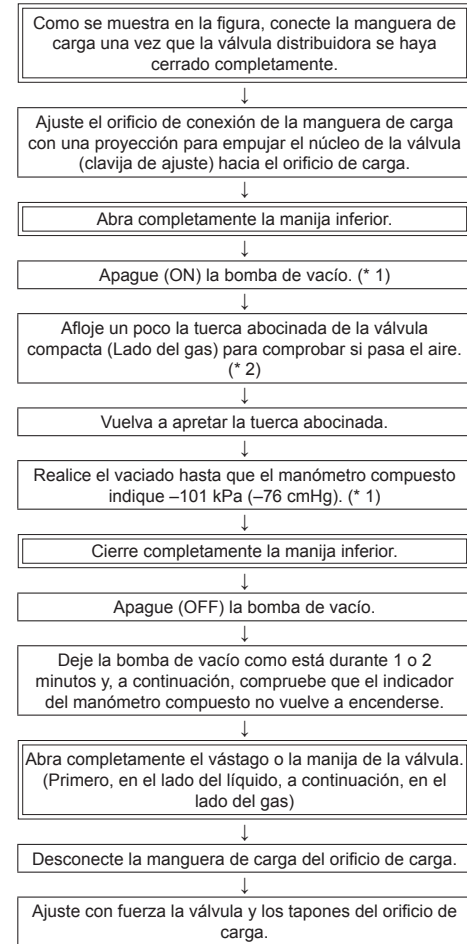 Como se muestra en la figura, conecte la manguera de
carga una vez que la válvula distribuidora se haya
cerrado completamente.
↓
Ajuste el orificio de conexión de la manguera de carga
con una proyección para empujar el núcleo de la válvula
(clavija de ajuste) hacia el orificio de carga.
↓
Abra completamente la manija inferior.
↓
Apague (ON) la bomba de vacío. (* 1)
↓
Afloje un poco la tuerca abocinada de la válvula
compacta (Lado del gas) para comprobar si pasa el aire.
(* 2)
↓
Vuelva a apretar la tuerca abocinada.
↓
Realice el vaciado hasta que el manómetro compuesto
indique –101 kPa (–76 cmHg). (* 1)
↓
Cierre completamente la manija inferior.
↓
Apague (OFF) la bomba de vacío.
↓
Deje la bomba de vacío como está durante 1 o 2
minutos y, a continuación, compruebe que el indicador
del manómetro compuesto no vuelve a encenderse.
↓
Abra completamente el vástago o la manija de la válvula.
(Primero, en el lado del líquido, a continuación, en el
lado del gas)
↓
Desconecte la manguera de carga del orificio de carga.
↓
Ajuste con fuerza la válvula y los tapones del orificio de
carga.